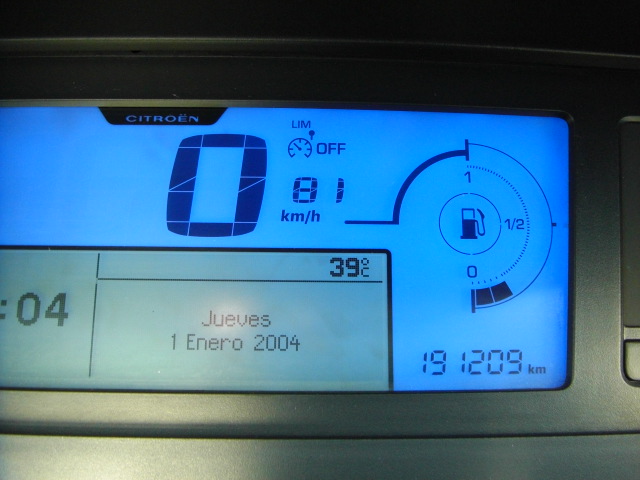 CITROËN
LIM
OFF
0
81
km/h
1
1/2
0
39°C
:04
Jueves
1 Enero 2004
191209 km